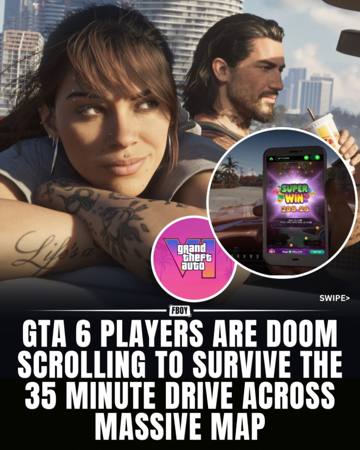 SUPER
WIN
grand
theft
auto
VI
SWIPE>
FBOY
GTA 6 PLAYERS ARE DOOM
SCROLLING TO SURVIVE THE
35 MINUTE DRIVE ACROSS
MASSIVE MAP